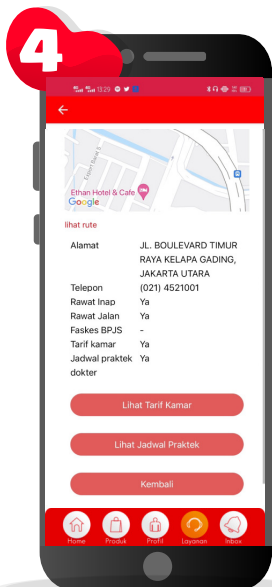 4
13:29
Ethan Hotel & Cafe
Google
lihat rute
Alamat JL. BOULEVARD TIMUR
RAYA KELAPA GADING,
JAKARTA UTARA
Telepon (021) 4521001
Rawat Inap Ya
Rawat Jalan Ya
Faskes BPJS -
Tarif kamar Ya
Jadwal praktek Ya
dokter
Lihat Tarif Kamar
Lihat Jadwal Praktek
Kembali
Home Produk Profil Layanan Inbox